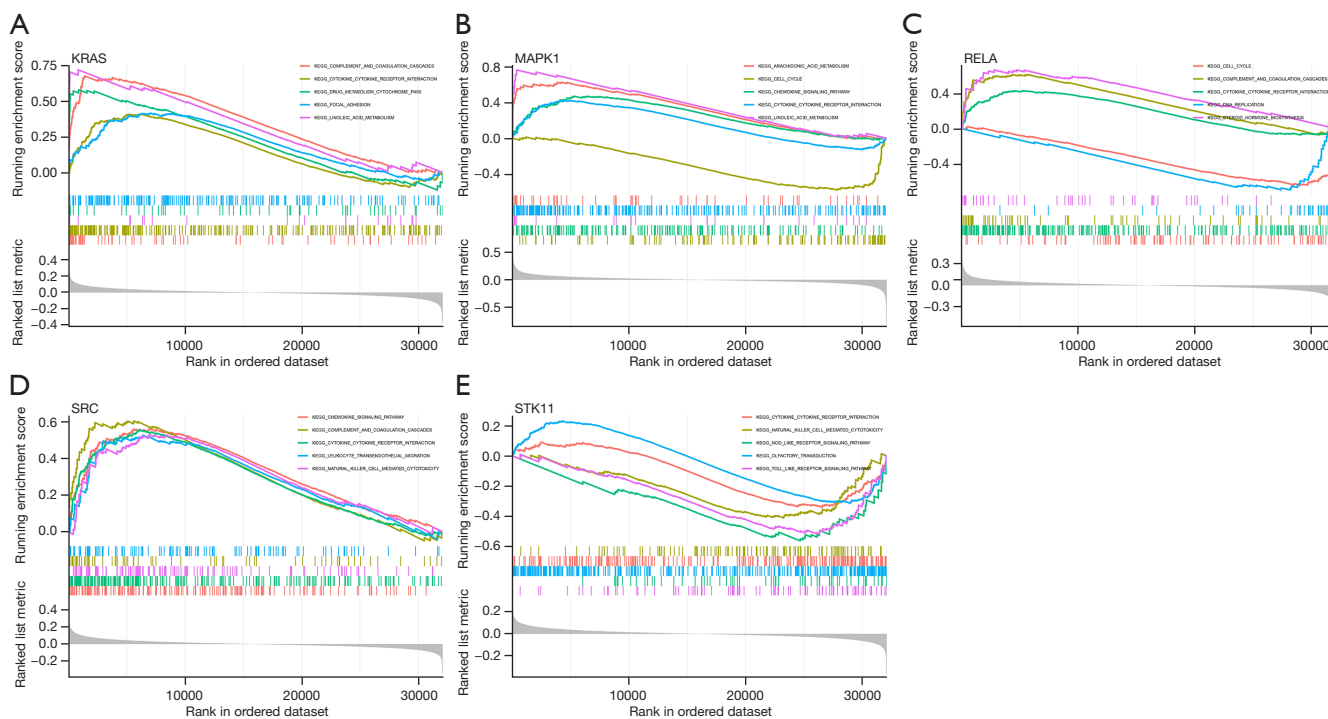 A
KRAS
Running enrichment score
0.75
0.50
0.25
0.00
KEGG_COMPLEMENT_AND_COAGULATION_CASCADES
KEGG_CYTOKINE_CYTOKINE_RECEPTOR_INTERACTION
KEGG_DRUG_METABOLISM_CYTOCHROME_P450
KEGG_FOCAL_ADHESION
KEGG_LINOLEIC_ACID_METABOLISM
Ranked list metric
0.4
0.2
0.0
−0.2
−0.4
10000 20000 30000
Rank in ordered dataset
B
MAPK1
Running enrichment score
0.8
0.4
0.0
−0.4
KEGG_ARACHIDONIC_ACID_METABOLISM
KEGG_CELL_CYCLE
KEGG_CHEMOKINE_SIGNALING_PATHWAY
KEGG_CYTOKINE_CYTOKINE_RECEPTOR_INTERACTION
KEGG_LINOLEIC_ACID_METABOLISM
Ranked list metric
0.5
0.0
−0.5
10000 20000 30000
Rank in ordered dataset
C
RELA
Running enrichment score
0.4
0.0
−0.4
KEGG_CELL_CYCLE
KEGG_COMPLEMENT_AND_COAGULATION_CASCADES
KEGG_CYTOKINE_CYTOKINE_RECEPTOR_INTERACTION
KEGG_DNA_REPLICATION
KEGG_STEROID_HORMONE_BIOSYNTHESIS
Ranked list metric
0.3
0.0
−0.3
10000 20000 30000
Rank in ordered dataset
D
SRC
Running enrichment score
0.6
0.4
0.2
0.0
KEGG_CHEMOKINE_SIGNALING_PATHWAY
KEGG_COMPLEMENT_AND_COAGULATION_CASCADES
KEGG_CYTOKINE_CYTOKINE_RECEPTOR_INTERACTION
KEGG_LEUKOCYTE_TRANSENDOTHELIAL_MIGRATION
KEGG_NATURAL_KILLER_CELL_MEDIATED_CYTOTOXICITY
Ranked list metric
0.4
0.2
0.0
−0.2
10000 20000 30000
Rank in ordered dataset
E
STK11
Running enrichment score
0.2
0.0
−0.2
−0.4
−0.6
KEGG_CYTOKINE_CYTOKINE_RECEPTOR_INTERACTION
KEGG_NATURAL_KILLER_CELL_MEDIATED_CYTOTOXICITY
KEGG_NOD_LIKE_RECEPTOR_SIGNALING_PATHWAY
KEGG_OLFACTORY_TRANSDUCTION
KEGG_TOLL_LIKE_RECEPTOR_SIGNALING_PATHWAY
Ranked list metric
0.2
0.0
−0.2
10000 20000 30000
Rank in ordered dataset